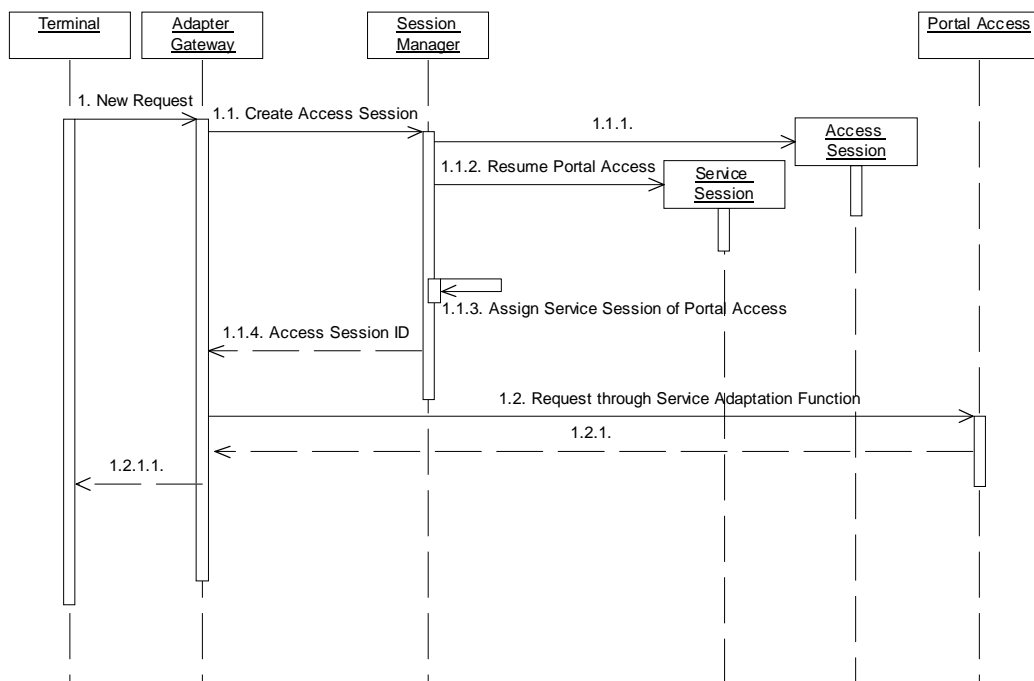 Terminal
Adapter
Gateway
Session
Manager
Portal Access
1. New Request
1.1. Create Access Session
1.1.1.
Access
Session
1.1.2. Resume Portal Access
Service
Session
1.1.3. Assign Service Session of Portal Access
1.1.4. Access Session ID
1.2. Request through Service Adaptation Function
1.2.1.
1.2.1.1.